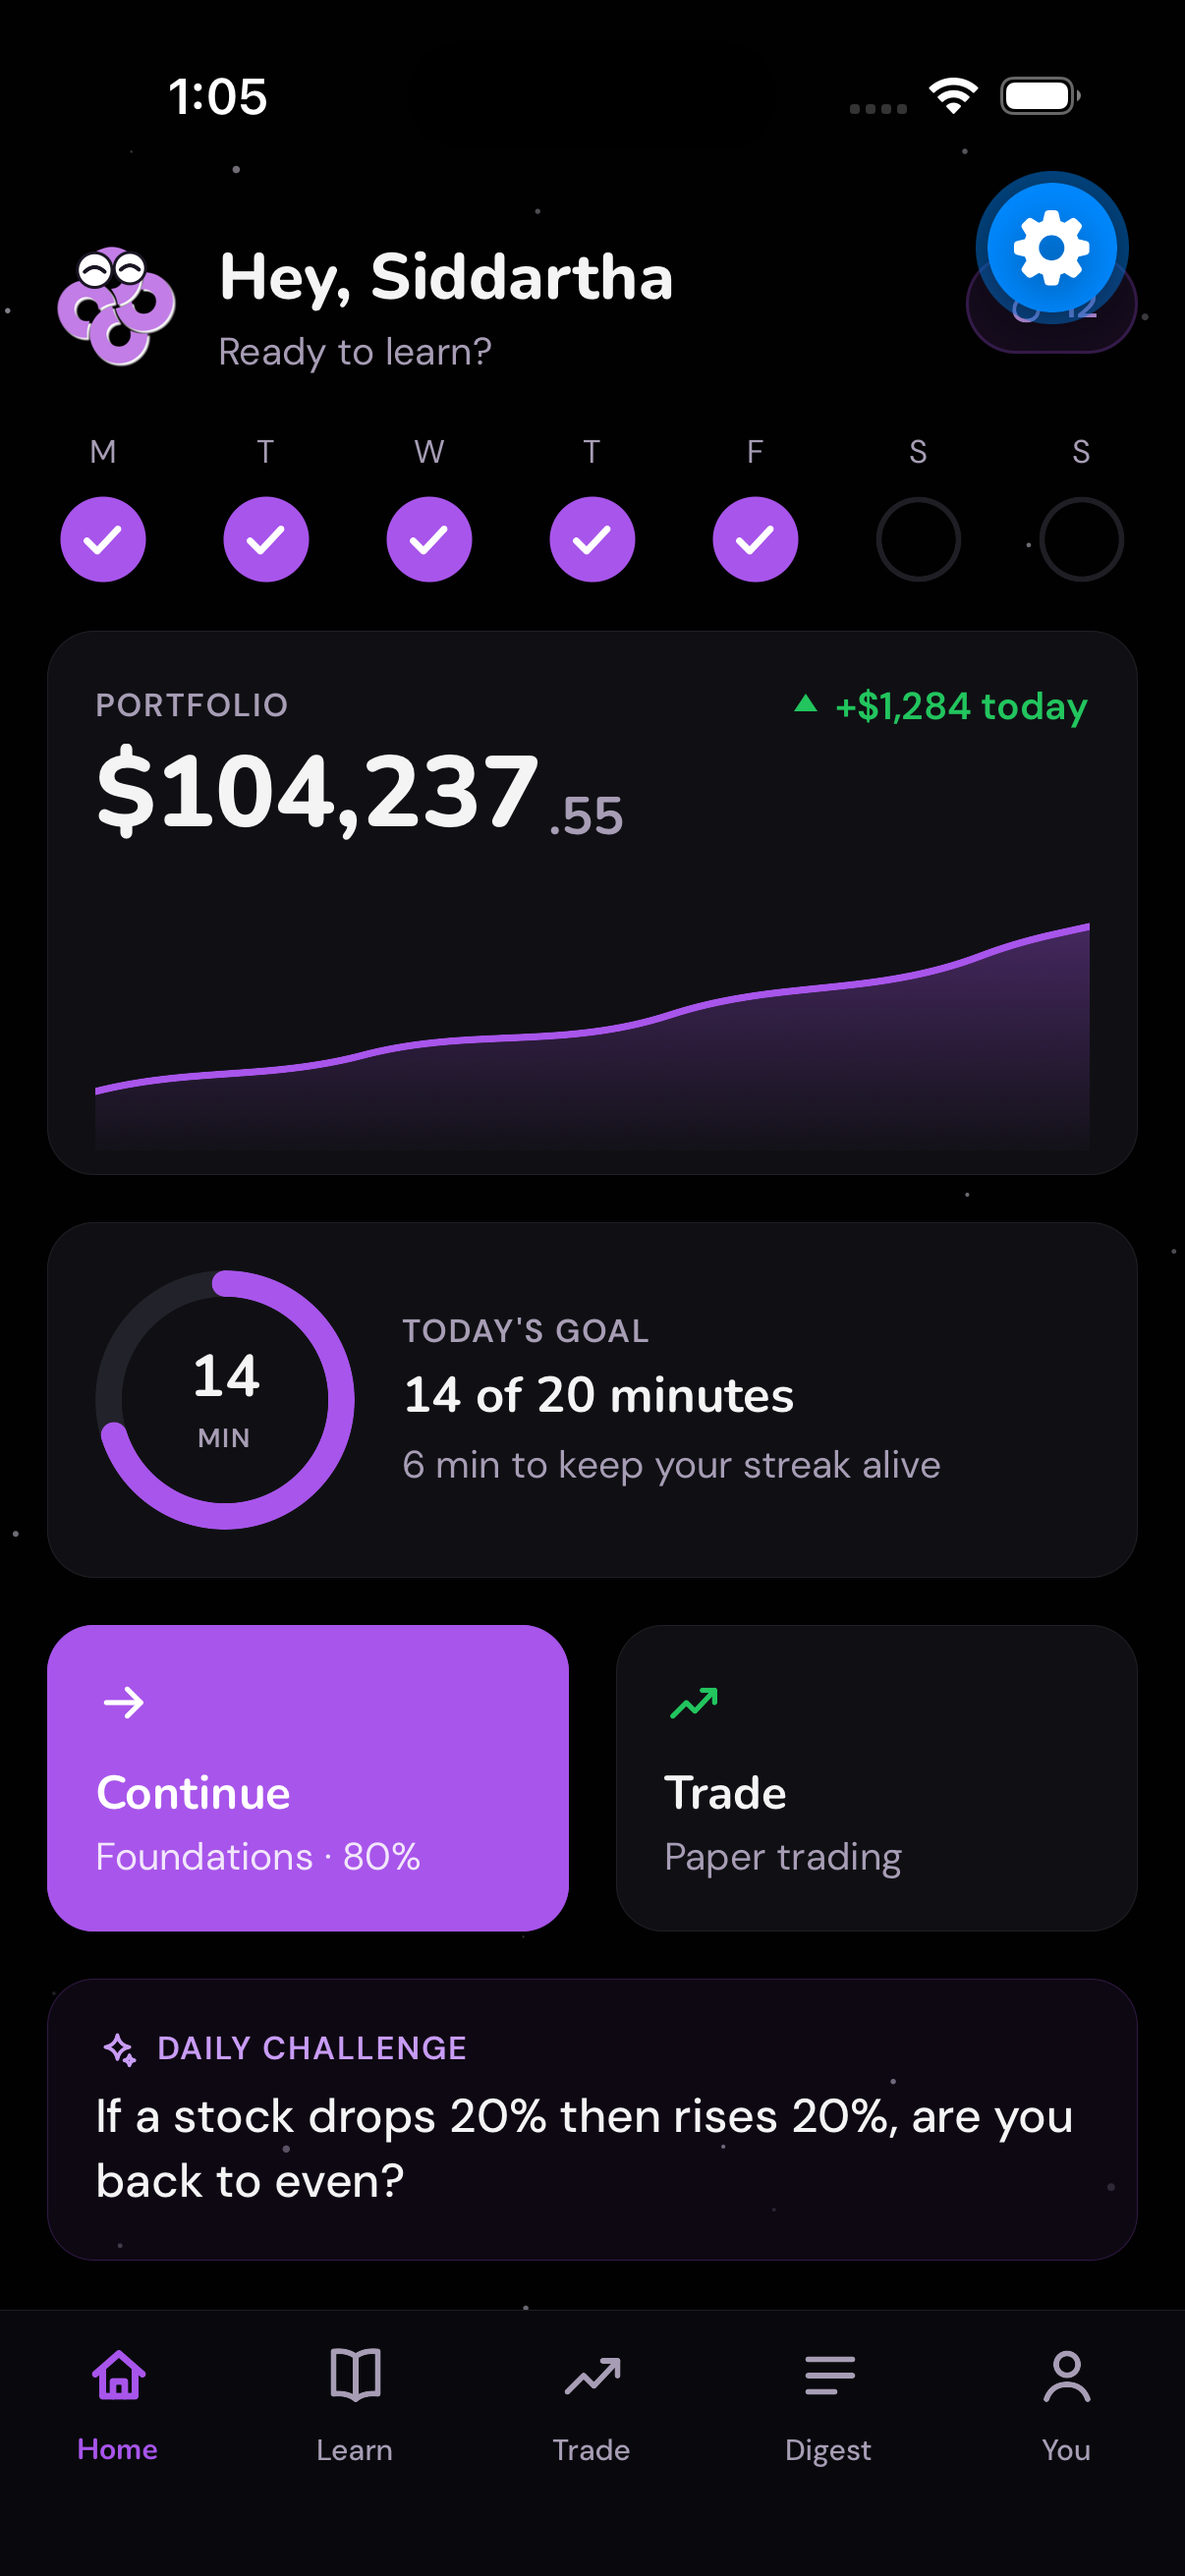 1:05
Hey, Siddartha
Ready to learn?
12
M T W T F S S
PORTFOLIO
+$1,284 today
$104,237.55
14
MIN
TODAY'S GOAL
14 of 20 minutes
6 min to keep your streak alive
Continue
Foundations · 80%
Trade
Paper trading
DAILY CHALLENGE
If a stock drops 20% then rises 20%, are you
back to even?
Home
Learn
Trade
Digest
You